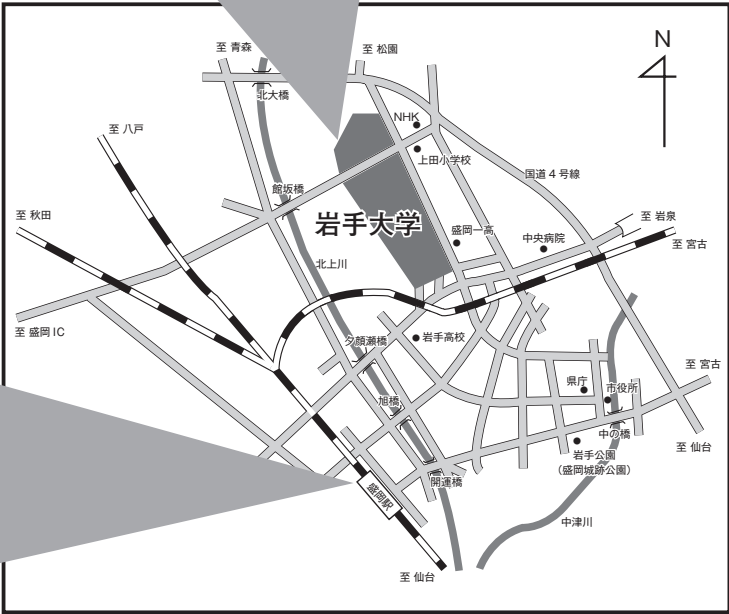 至 青森
至 松園
N
北大橋
NHK
至 八戸
上田小学校
国道４号線
館坂橋
至 秋田
岩手大学
至 岩泉
盛岡一高
中央病院
至 宮古
北上川
至 盛岡IC
夕顔瀬橋
岩手高校
至 宮古
県庁
市役所
旭橋
中の橋
至 仙台
岩手公園
（盛岡城跡公園）
開運橋
盛岡駅
中津川
至 仙台